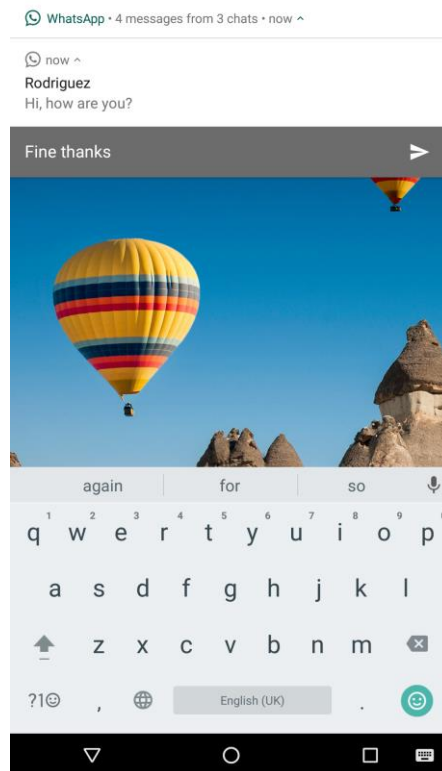 WhatsApp • 4 messages from 3 chats • now
now
Rodriguez
Hi, how are you?
Fine thanks
again for so
1 2 3 4 5 6 7 8 9
q w e r t y u i o p
a s d f g h j k l
z x c v b n m
?1☺ , English (UK) .